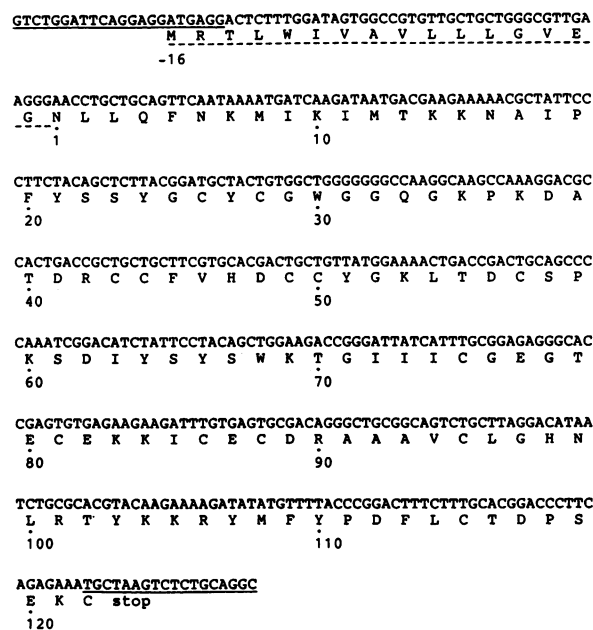 GTCTGGATTCAGGAGGATGAGGACTCTTTGGATAGTGGCCGTGTTGCTGCTGGGCGTTGA
M R T L W I V A V L L L G V E
-16
AGGGAACCTGCTGCAGTTCAATAAAATGATCAAGATAATGACGAAGAAAAACGCTATTCC
G N L L Q F N K M I K I M T K K N A I P
1 10
CTTCTACAGCTCTTACGGATGCTACTGTGGCTGGGGGGGCCAAGGCAAGCCAAAGGACGC
F Y S S Y G C Y C G W G G Q G K P K D A
20 30
CACTGACCGCTGCTGCTTCGTGCACGACTGCTGTTATGGAAAACTGACCGACTGCAGCCC
T D R C C F V H D C C Y G K L T D C S P
40 50
CAAATCGGACATCTATTCCTACAGCTGGAAGACCGGGATTATCATTTGCGGAGAGGGCAC
K S D I Y S Y S W K T G I I I C G E G T
60 70
CGAGTGTGAGAAGAAGATTTGTGAGTGCGACAGGGCTGCGGCAGTCTGCTTAGGACATAA
E C E K K I C E C D R A A A V C L G H N
80 90
TCTGCGCACGTACAAGAAAAGATATATGTTTTACCCGGACTTTCTTTGCACGGACCCTTC
L R T Y K K R Y M F Y P D F L C T D P S
100 110
AGAGAAATGCTAAGTCTCTGCAGGC
E K C stop
120